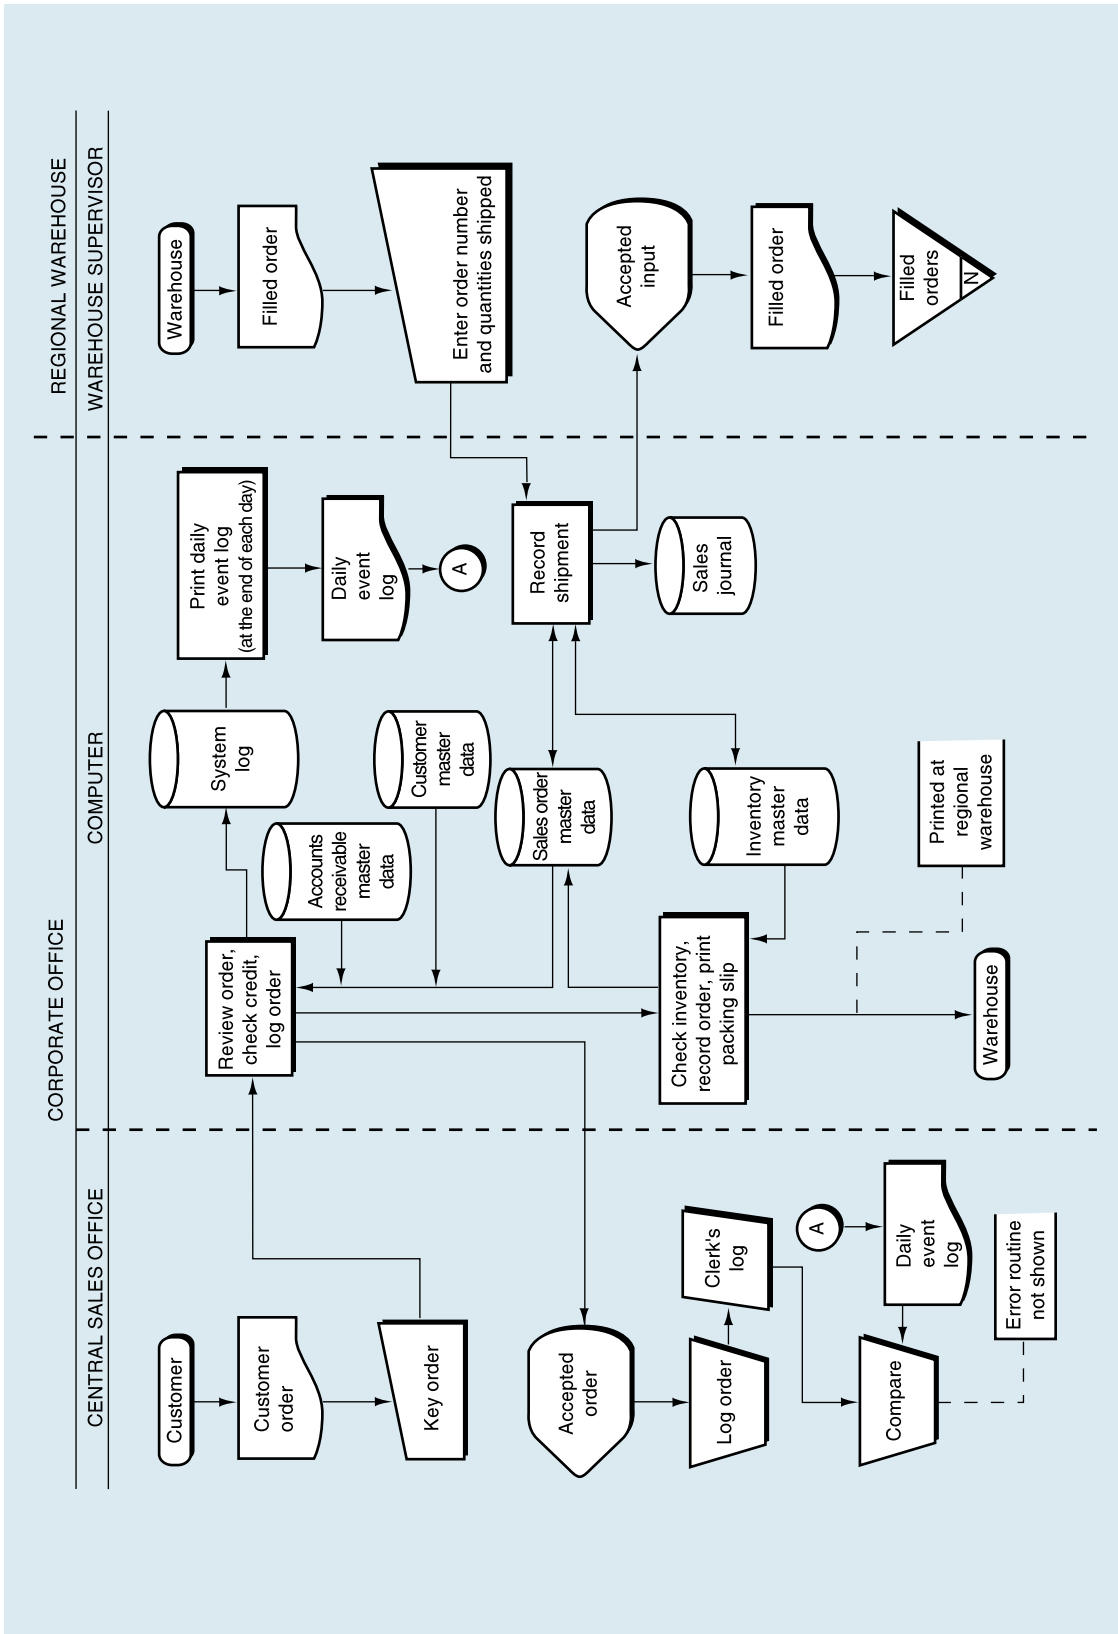 CENTRAL SALES OFFICE
CORPORATE OFFICE
COMPUTER
REGIONAL WAREHOUSE
WAREHOUSE SUPERVISOR
Customer
Customer
order
Key order
Accepted
order
Log order
Clerk's
log
A
Daily
event
log
Compare
Error routine
not shown
Review order,
check credit,
log order
System
log
Print daily
event log
(at the end of each day)
Daily
event
log
A
Accounts
receivable
master
data
Customer
master
data
Sales order
master
data
Inventory
master
data
Check inventory,
record order, print
packing slip
Warehouse
Printed at
regional
warehouse
Record
shipment
Sales
journal
Warehouse
Filled order
Enter order number
and quantities shipped
Accepted
input
Filled order
Filled
orders
N